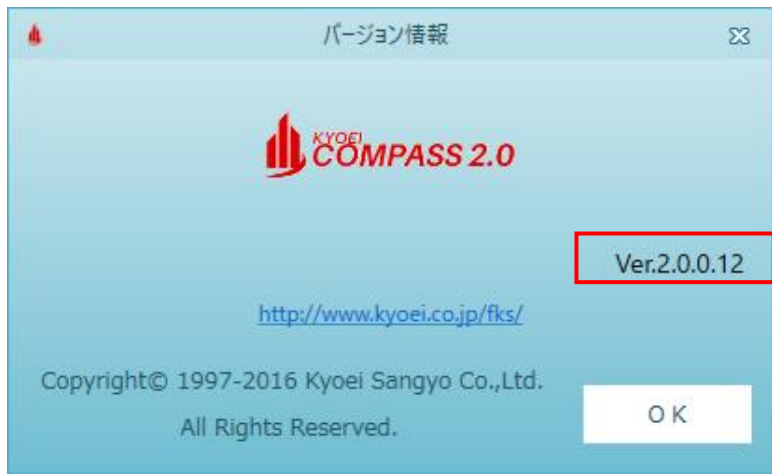 バージョン情報
KYOEI
COMPASS 2.0
Ver.2.0.0.12
http://www.kyoei.co.jp/fks/
Copyright© 1997-2016 Kyoei Sangyo Co.,Ltd.
All Rights Reserved.
O K